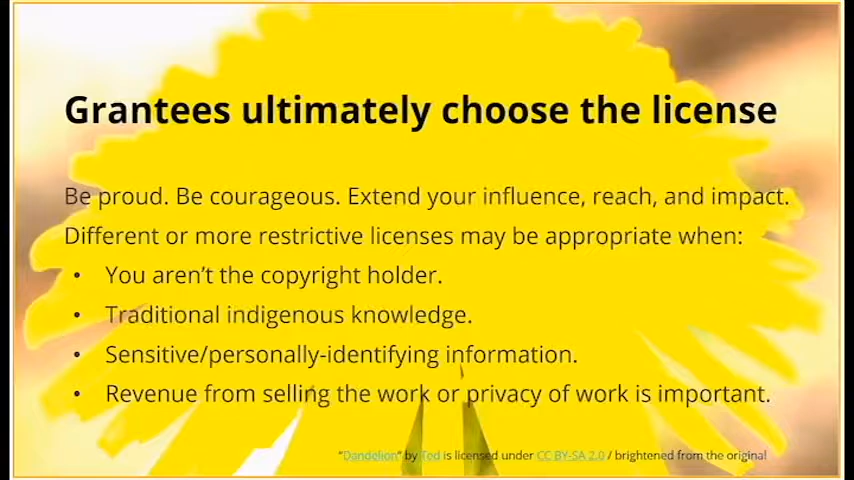 Grantees ultimately choose the license
Be proud. Be courageous. Extend your influence, reach, and impact.
Different or more restrictive licenses may be appropriate when:
• You aren't the copyright holder.
• Traditional indigenous knowledge.
• Sensitive/personally-identifying information.
• Revenue from selling the work or privacy of work is important.
"Dandelion" by Ted is licensed under CC BY-SA 2.0 / brightened from the original